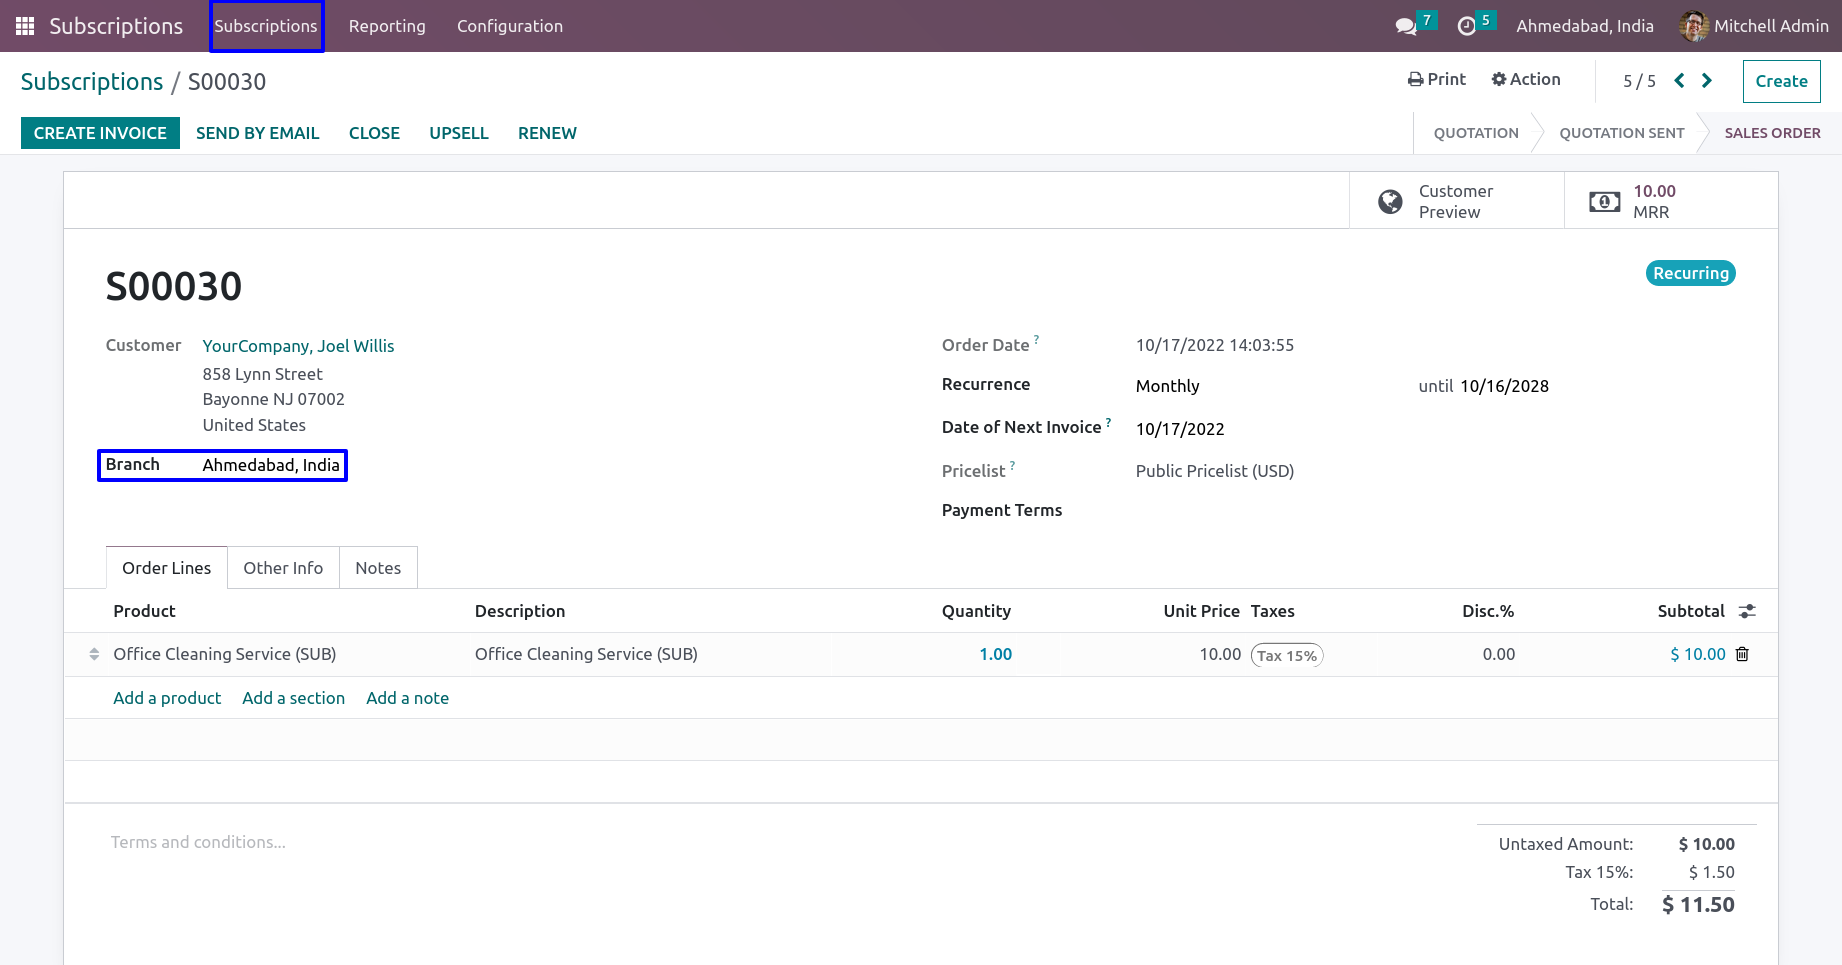 Subscriptions Subscriptions Reporting Configuration 7 5 Ahmedabad, India Mitchell Admin
Subscriptions / S00030 Print Action 5 / 5 Create
CREATE INVOICE SEND BY EMAIL CLOSE UPSELL RENEW QUOTATION QUOTATION SENT SALES ORDER
Customer Preview
10.00 MRR
S00030 Recurring
Customer YourCompany, Joel Willis
858 Lynn Street
Bayonne NJ 07002
United States
Branch Ahmedabad, India
Order Date ? 10/17/2022 14:03:55
Recurrence Monthly until 10/16/2028
Date of Next Invoice ? 10/17/2022
Pricelist ? Public Pricelist (USD)
Payment Terms
Order Lines Other Info Notes
Product Description Quantity Unit Price Taxes Disc.% Subtotal
Office Cleaning Service (SUB) Office Cleaning Service (SUB) 1.00 10.00 Tax 15% 0.00 $ 10.00
Add a product Add a section Add a note
Terms and conditions...
Untaxed Amount: $ 10.00
Tax 15%: $ 1.50
Total: $ 11.50